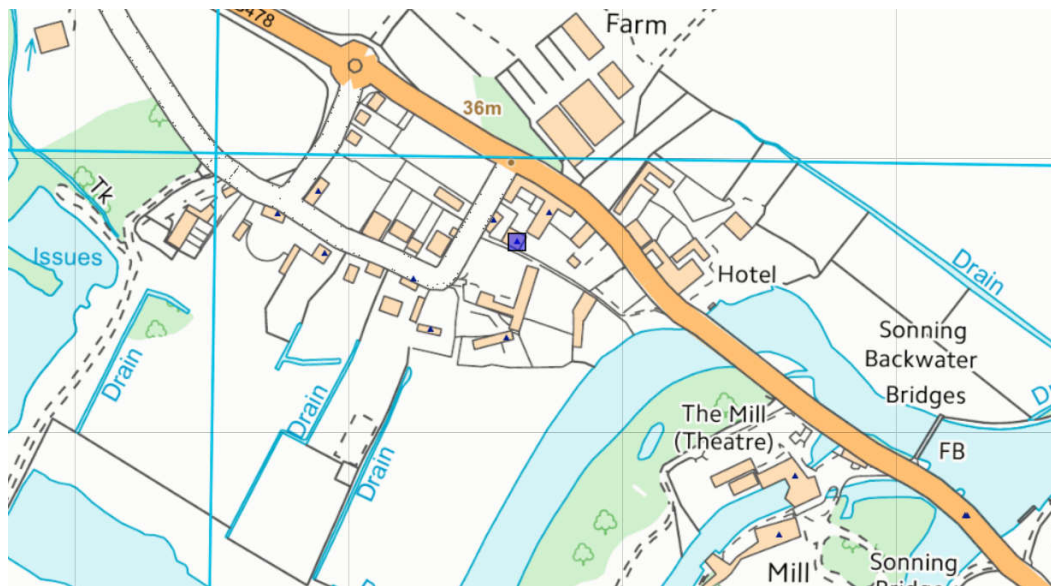 Farm
36m
Tk
Issues
Drain
Hotel
Sonning
Backwater
Bridges
Drain
Drain
The Mill
(Theatre)
FB
Drain
Mill
Sonning